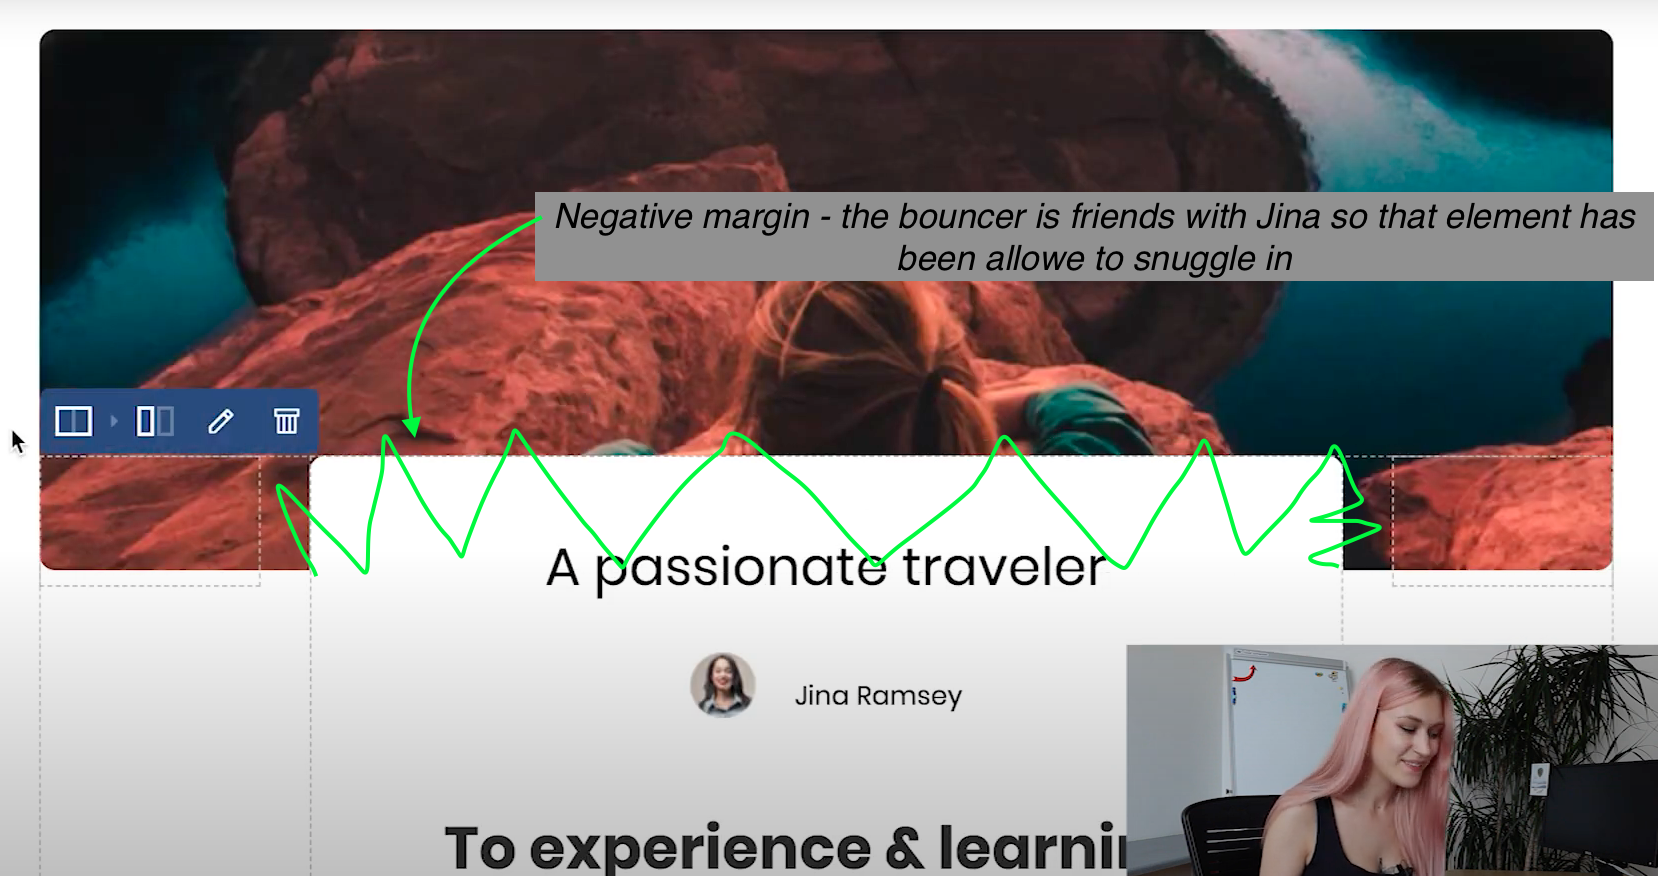 Negative margin - the bouncer is friends with Jina so that element has
been allowe to snuggle in
A passionate traveler
Jina Ramsey
To experience & learnin